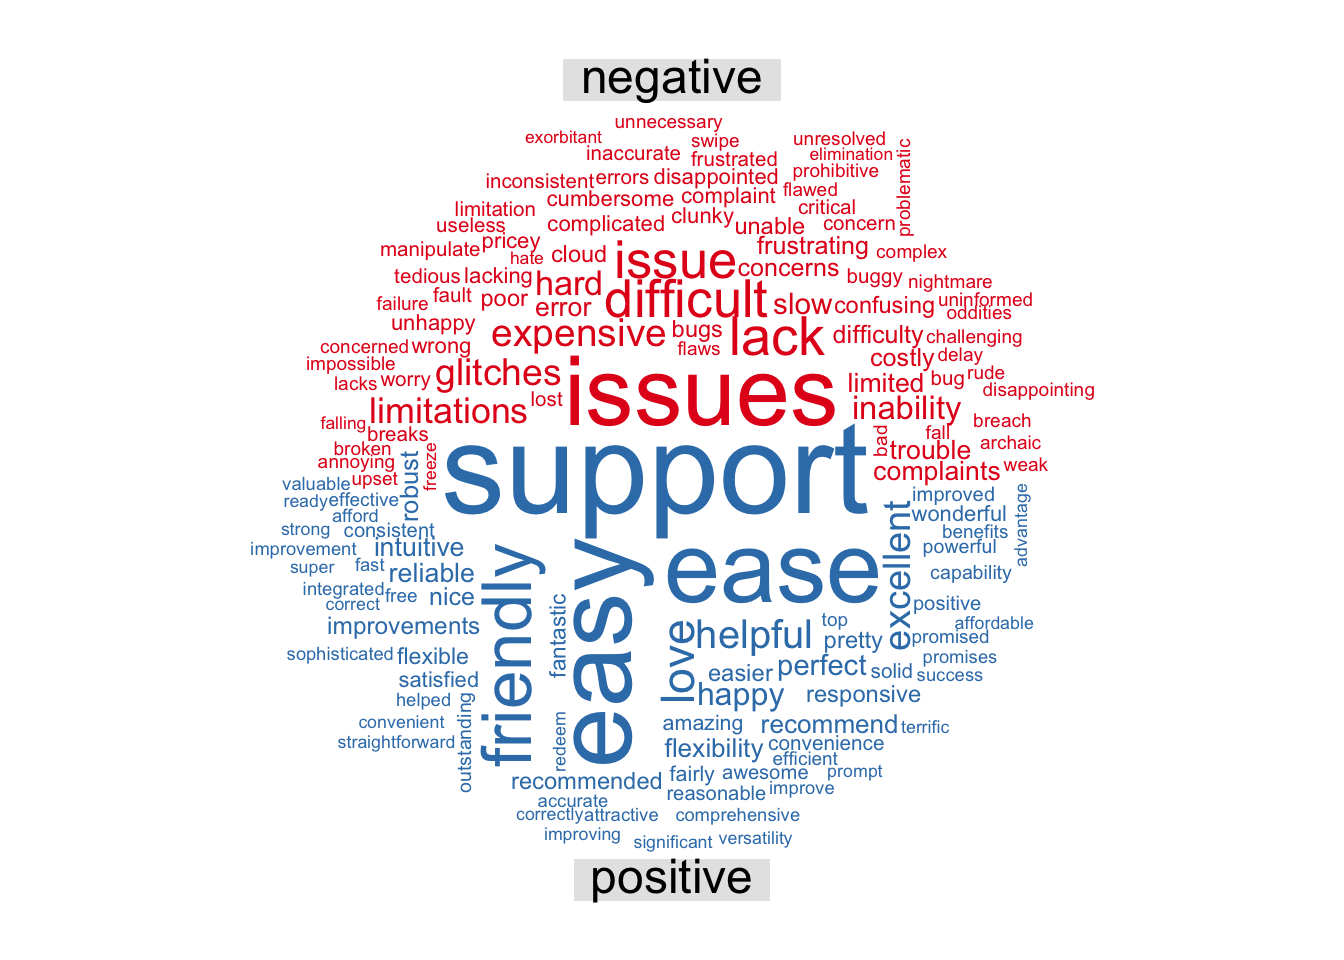 negative
unnecessary
exorbitant swipe unresolved
inaccurate frustrated elimination
problematic
inconsistent errors disappointed prohibitive
cumbersome complaint flawed
limitation complicated clunky critical
useless unable concern
manipulate pricey cloud issue frustrating complex
hate concerns
tedious lacking hard buggy nightmare
failure fault poor error difficult slow confusing uninformed
oddities
unhappy expensive bugs lack difficulty challenging
concerned wrong flaws costly delay
impossible glitches issues limited bug rude
lacks worry disappointing
limitations lost inability
falling breaks bad fall breach
broken trouble archaic
annoying freeze complaints weak
upset
support
valuable robust improved
ready effective excellent advantage
afford wonderful
strong consistent benefits
improvement intuitive powerful
super fast reliable friendly easy ease capability
integrated free nice
correct fantastic positive
improvements love helpful top affordable
pretty promised
sophisticated flexible promises
satisfied easier perfect solid success
helped happy responsive
outstanding
convenient redeem amazing recommend terrific
straightforward flexibility convenience
efficient
recommended fairly awesome prompt
accurate reasonable improve
correctly attractive comprehensive
improving significant versatility
positive